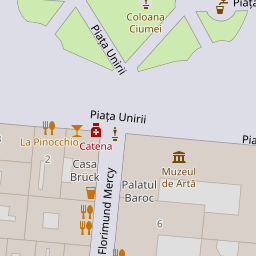 Coloana
Ciumei
Piața
Piața Unirii
Piața Unirii
La Pinocchio
Catena
2
Casa
Brück
Muzeul
de Artă
Palatul
Baroc
Florimund Mercy
6